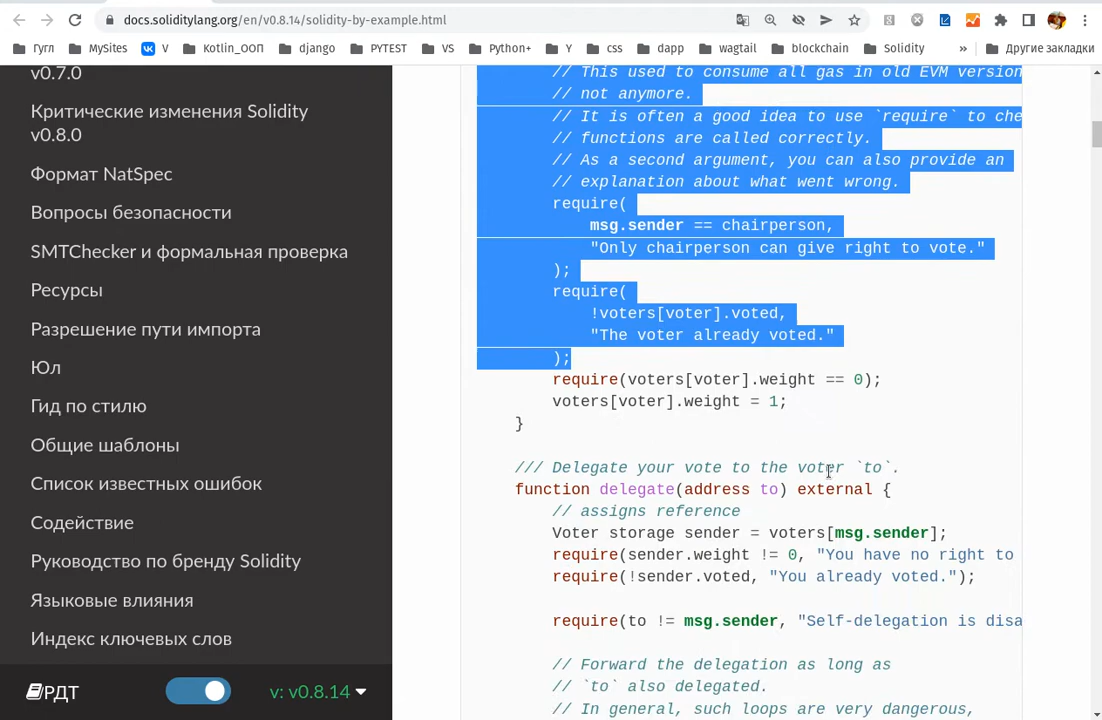 docs.soliditylang.org/en/v0.8.14/solidity-by-example.html
Гугл MySites V Kotlin_ООП django PYTEST VS Python+ Y css dapp wagtail blockchain Solidity » Другие закладки
v0.7.0
Критические изменения Solidity
v0.8.0
Формат NatSpec
Вопросы безопасности
SMTChecker и формальная проверка
Ресурсы
Разрешение пути импорта
Юл
Гид по стилю
Общие шаблоны
Список известных ошибок
Содействие
Руководство по бренду Solidity
Языковые влияния
Индекс ключевых слов
РДТ
v: v0.8.14
// This used to consume all gas in old EVM version
// not anymore.
// It is often a good idea to use `require` to che
// functions are called correctly.
// As a second argument, you can also provide an
// explanation about what went wrong.
require(
msg.sender == chairperson,
"Only chairperson can give right to vote."
);
require(
!voters[voter].voted,
"The voter already voted."
);
require(voters[voter].weight == 0);
voters[voter].weight = 1;
}
/// Delegate your vote to the voter `to`.
function delegate(address to) external {
// assigns reference
Voter storage sender = voters[msg.sender];
require(sender.weight != 0, "You have no right to
require(!sender.voted, "You already voted.");
require(to != msg.sender, "Self-delegation is disa
// Forward the delegation as long as
// `to` also delegated.
// In general, such loops are very dangerous,